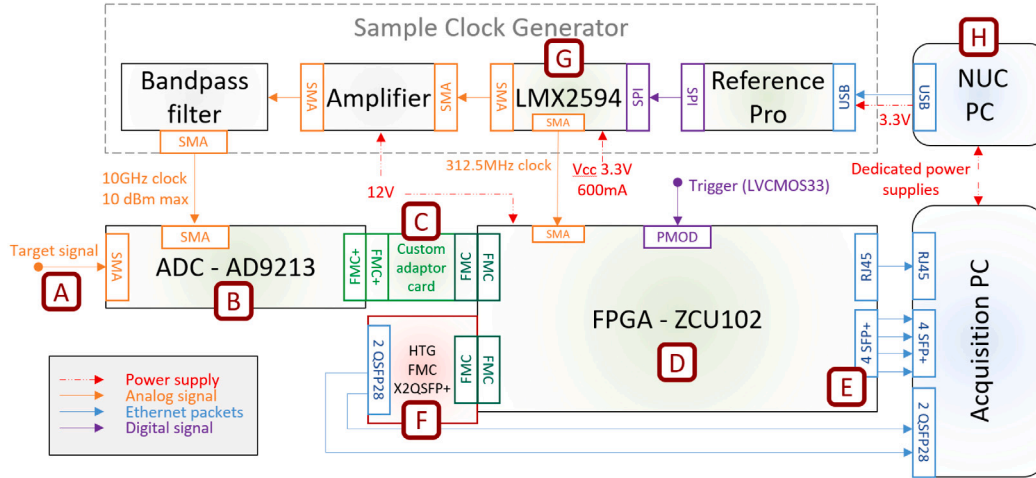 Sample Clock Generator
G
H
Bandpass
filter
SMA
SMA
Amplifier
SMA
SMA
LMX2594
SMA
SPI
SPI
Reference
Pro
USB
USB
NUC
PC
3.3V
10GHz clock
10 dBm max
12V
312.5MHz clock
Vcc 3.3V
600mA
Trigger (LVCMOS33)
Dedicated power
supplies
Target signal
A
SMA
SMA
ADC - AD9213
B
C
FMC+
FMC+
Custom
adaptor
card
FMC
FMC
SMA
PMOD
FPGA - ZCU102
D
RJ45
RJ45
4 SFP+
4 SFP+
E
Acquisition PC
2 QSFP28
HTG
FMC
X2QSFP+
FMC
FMC
F
2 QSFP28
Power supply
Analog signal
Ethernet packets
Digital signal